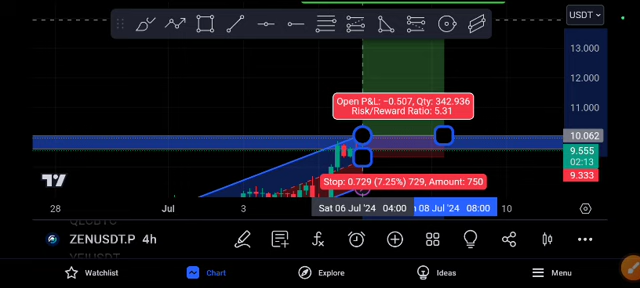 USDT
13.000
12.000
11.000
Open P&L: −0.507, Qty: 342.936
Risk/Reward Ratio: 5.31
10.062
9.555
02:13
9.333
Stop: 0.729 (7.25%) 729, Amount: 750
28
Jul
3
Sat 06 Jul '24 04:00
08 Jul '24 08:00
10
ZENUSDT.P 4h
Watchlist
Chart
Explore
Ideas
Menu